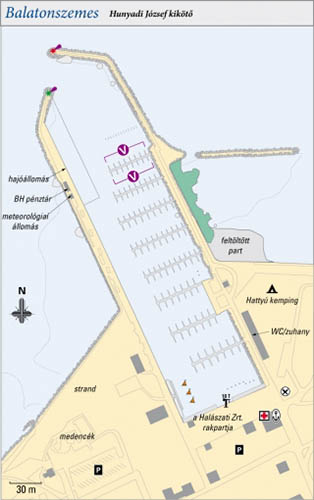 Balatonszemes Hunyadi József kikötő
hajóállomás
BH pénztár
meteorológiai
állomás
feltöltött
part
N
Hattyú kemping
WC/zuhany
strand
a Halászati Zrt.
rakpartja
medencék
P
P
30 m